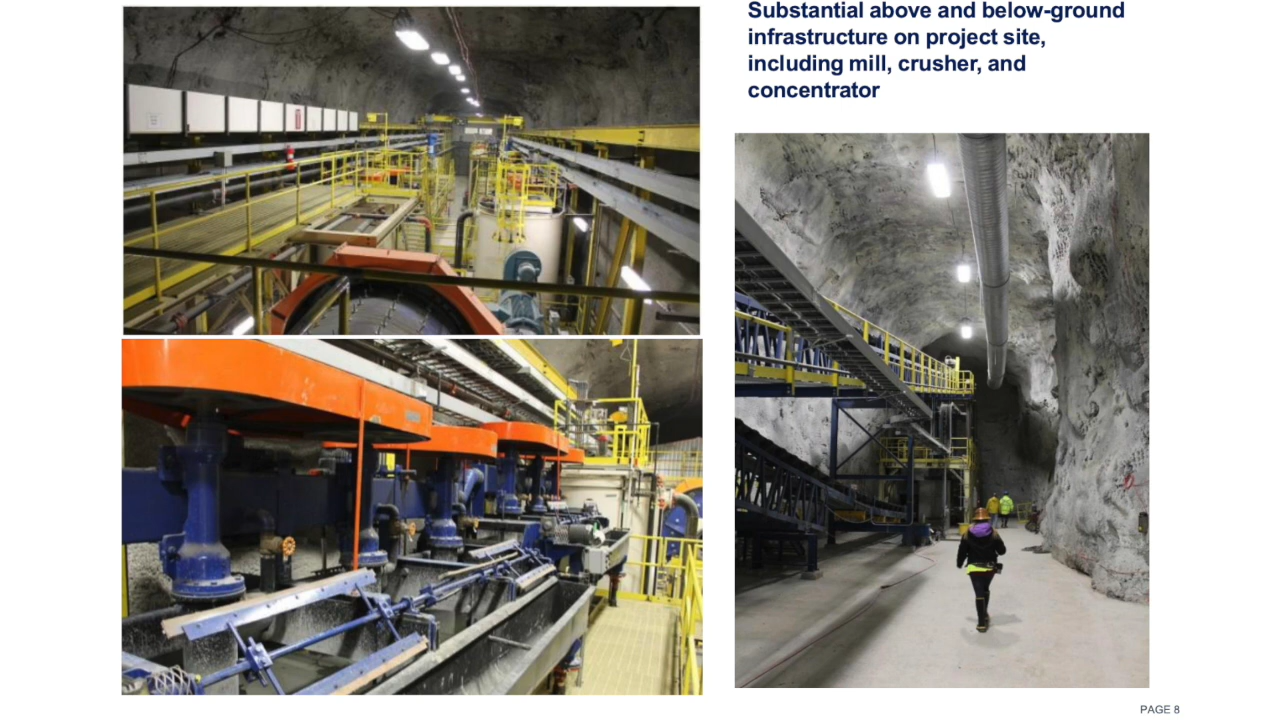 Substantial above and below-ground
infrastructure on project site,
including mill, crusher, and
concentrator
PAGE 8